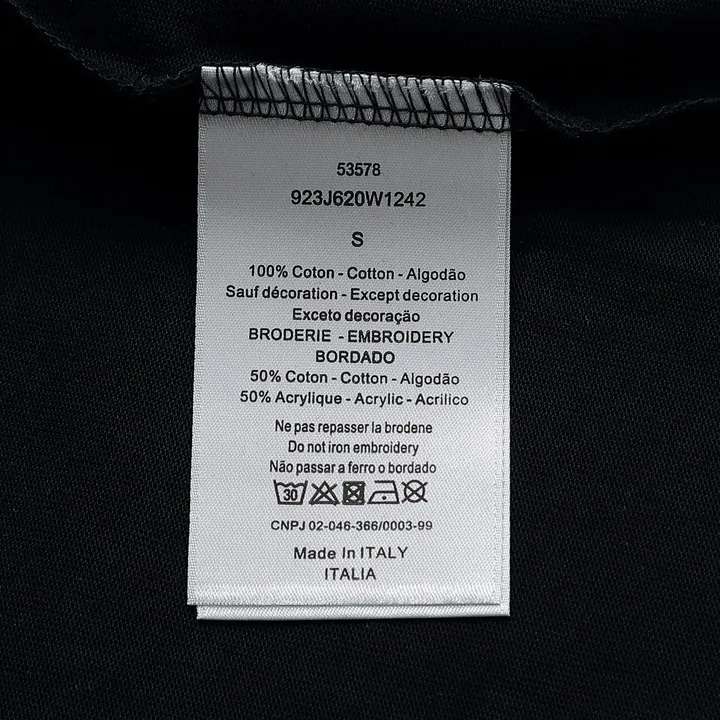 53578
923J620W1242
S
100% Coton - Cotton - Algodão
Sauf décoration - Except decoration
Exceto decoração
BRODERIE - EMBROIDERY
BORDADO
50% Coton - Cotton - Algodão
50% Acrylique - Acrylic - Acrilico
Ne pas repasser la brodene
Do not iron embroidery
Não passar a ferro o bordado
30
CNPJ 02-046-366/0003-99
Made In ITALY
ITALIA